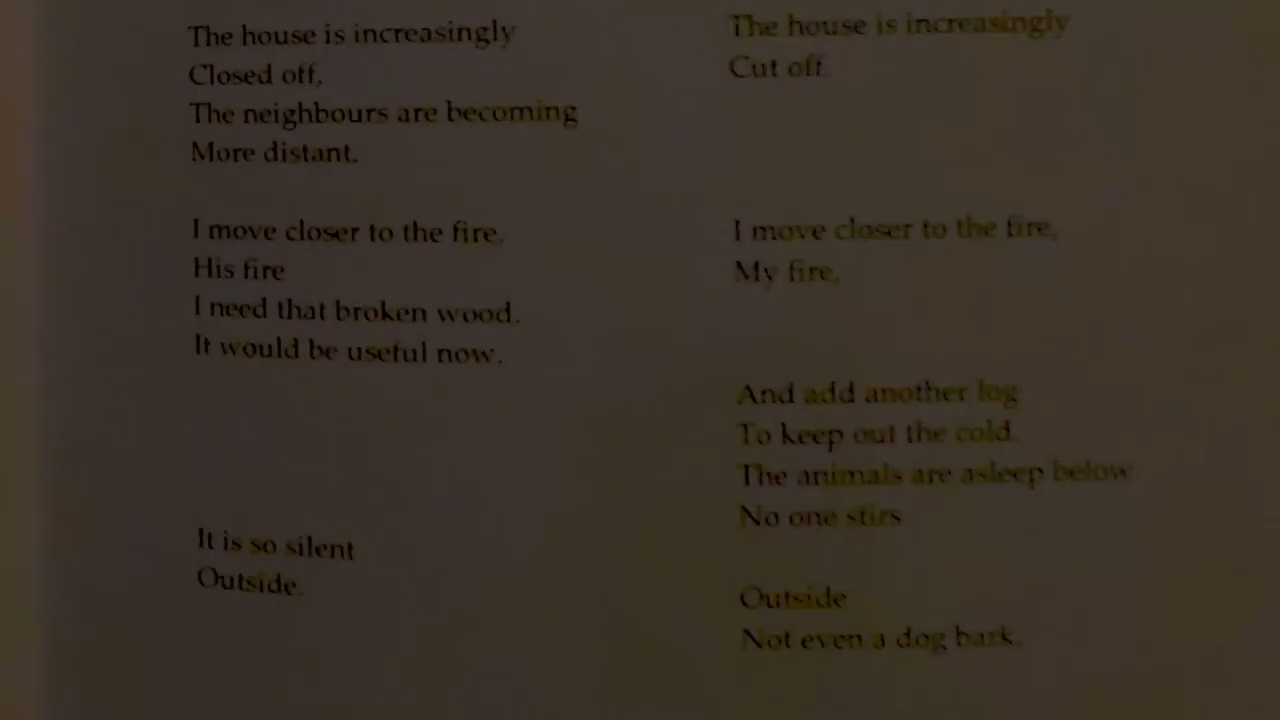 The house is increasingly
Closed off,
The neighbours are becoming
More distant.
I move closer to the fire,
His fire
I need that broken wood.
It would be useful now.
It is so silent
Outside.
The house is increasingly
Cut off.
I move closer to the fire,
My fire,
And add another log
To keep out the cold.
The animals are asleep below
No one stirs
Outside
Not even a dog bark.